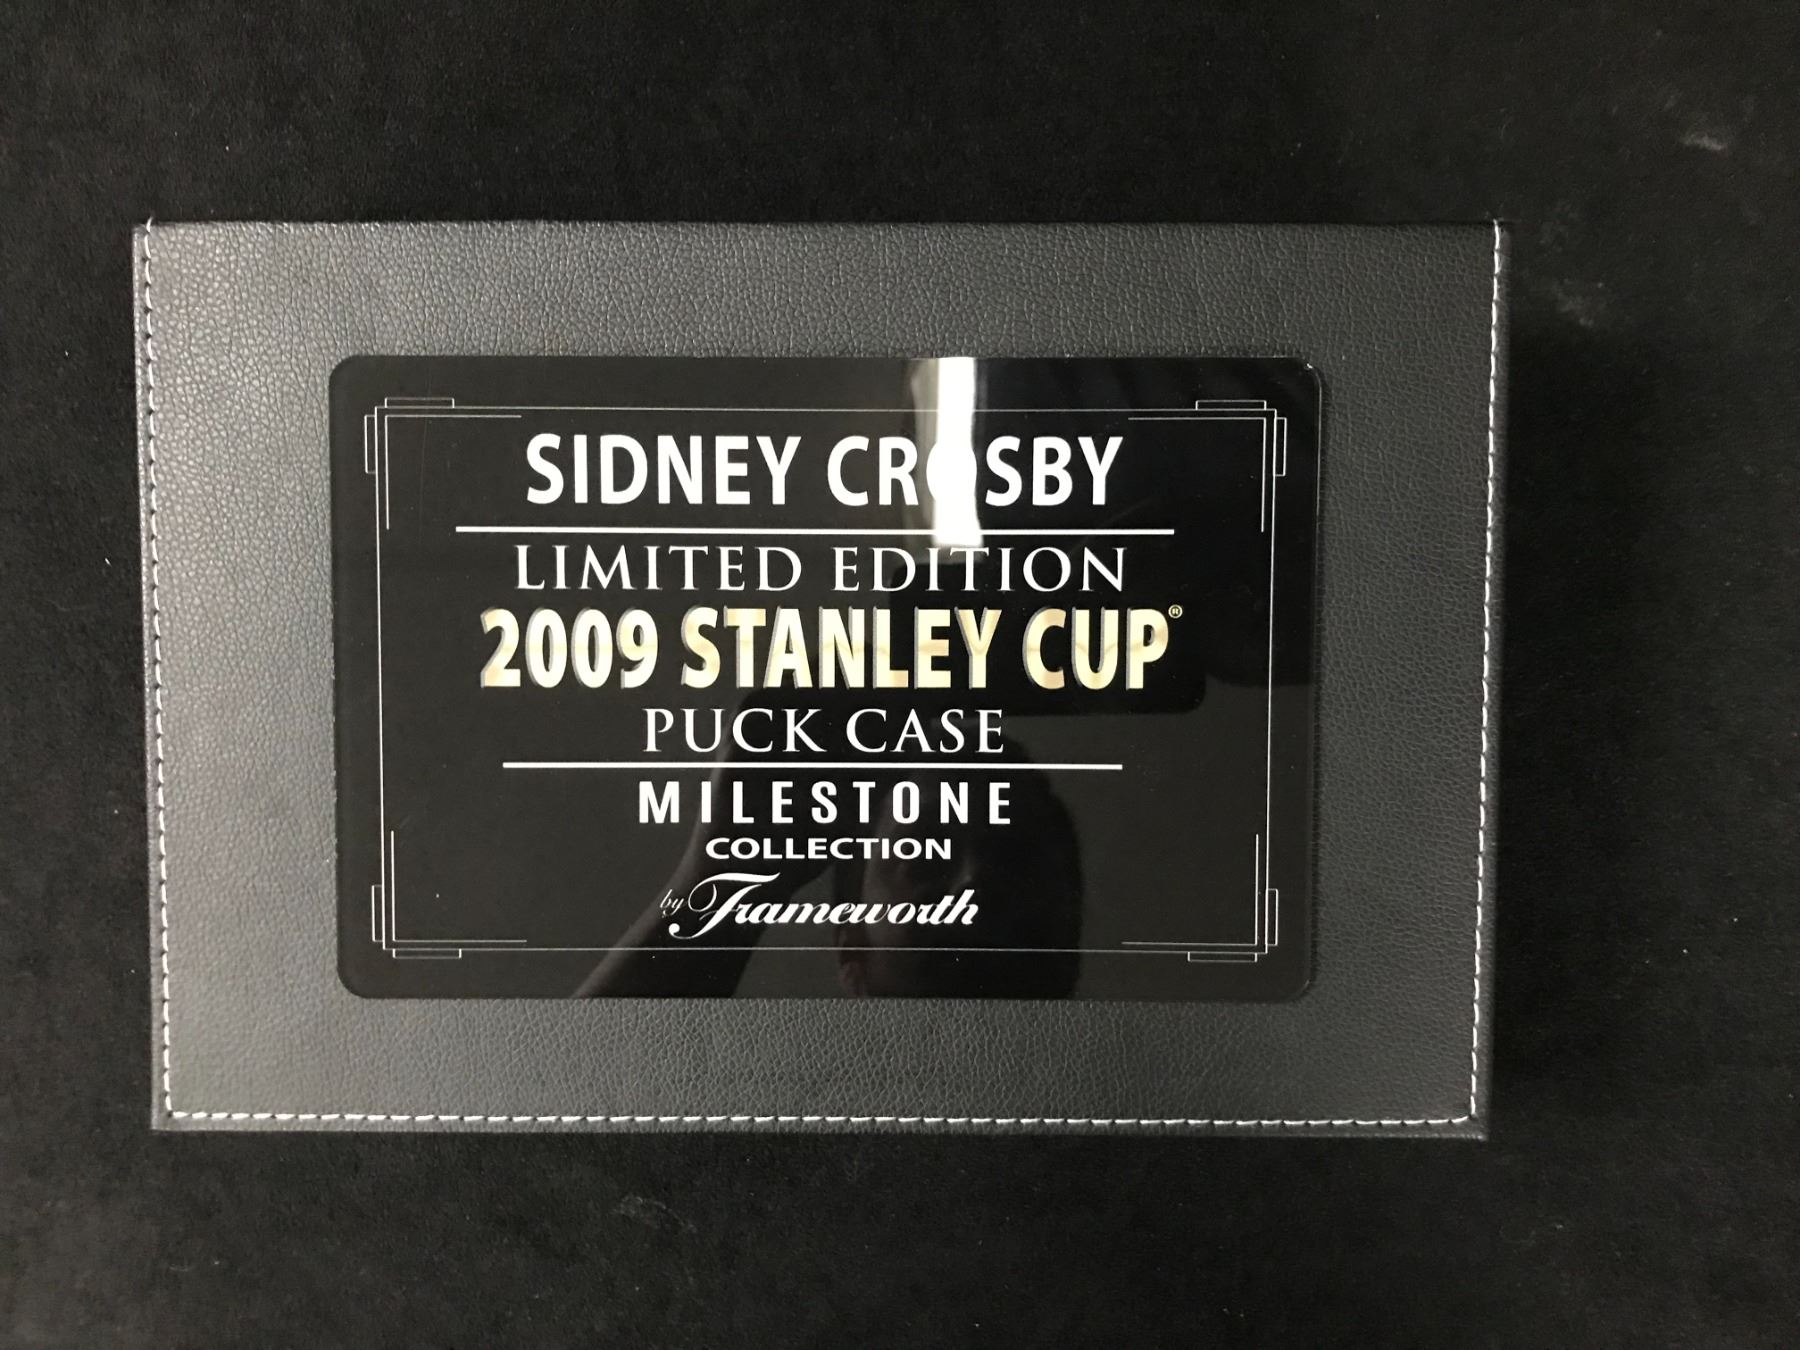 SIDNEY CROSBY
LIMITED EDITION
2009 STANLEY CUP®
PUCK CASE
MILESTONE
COLLECTION
by Frameworth